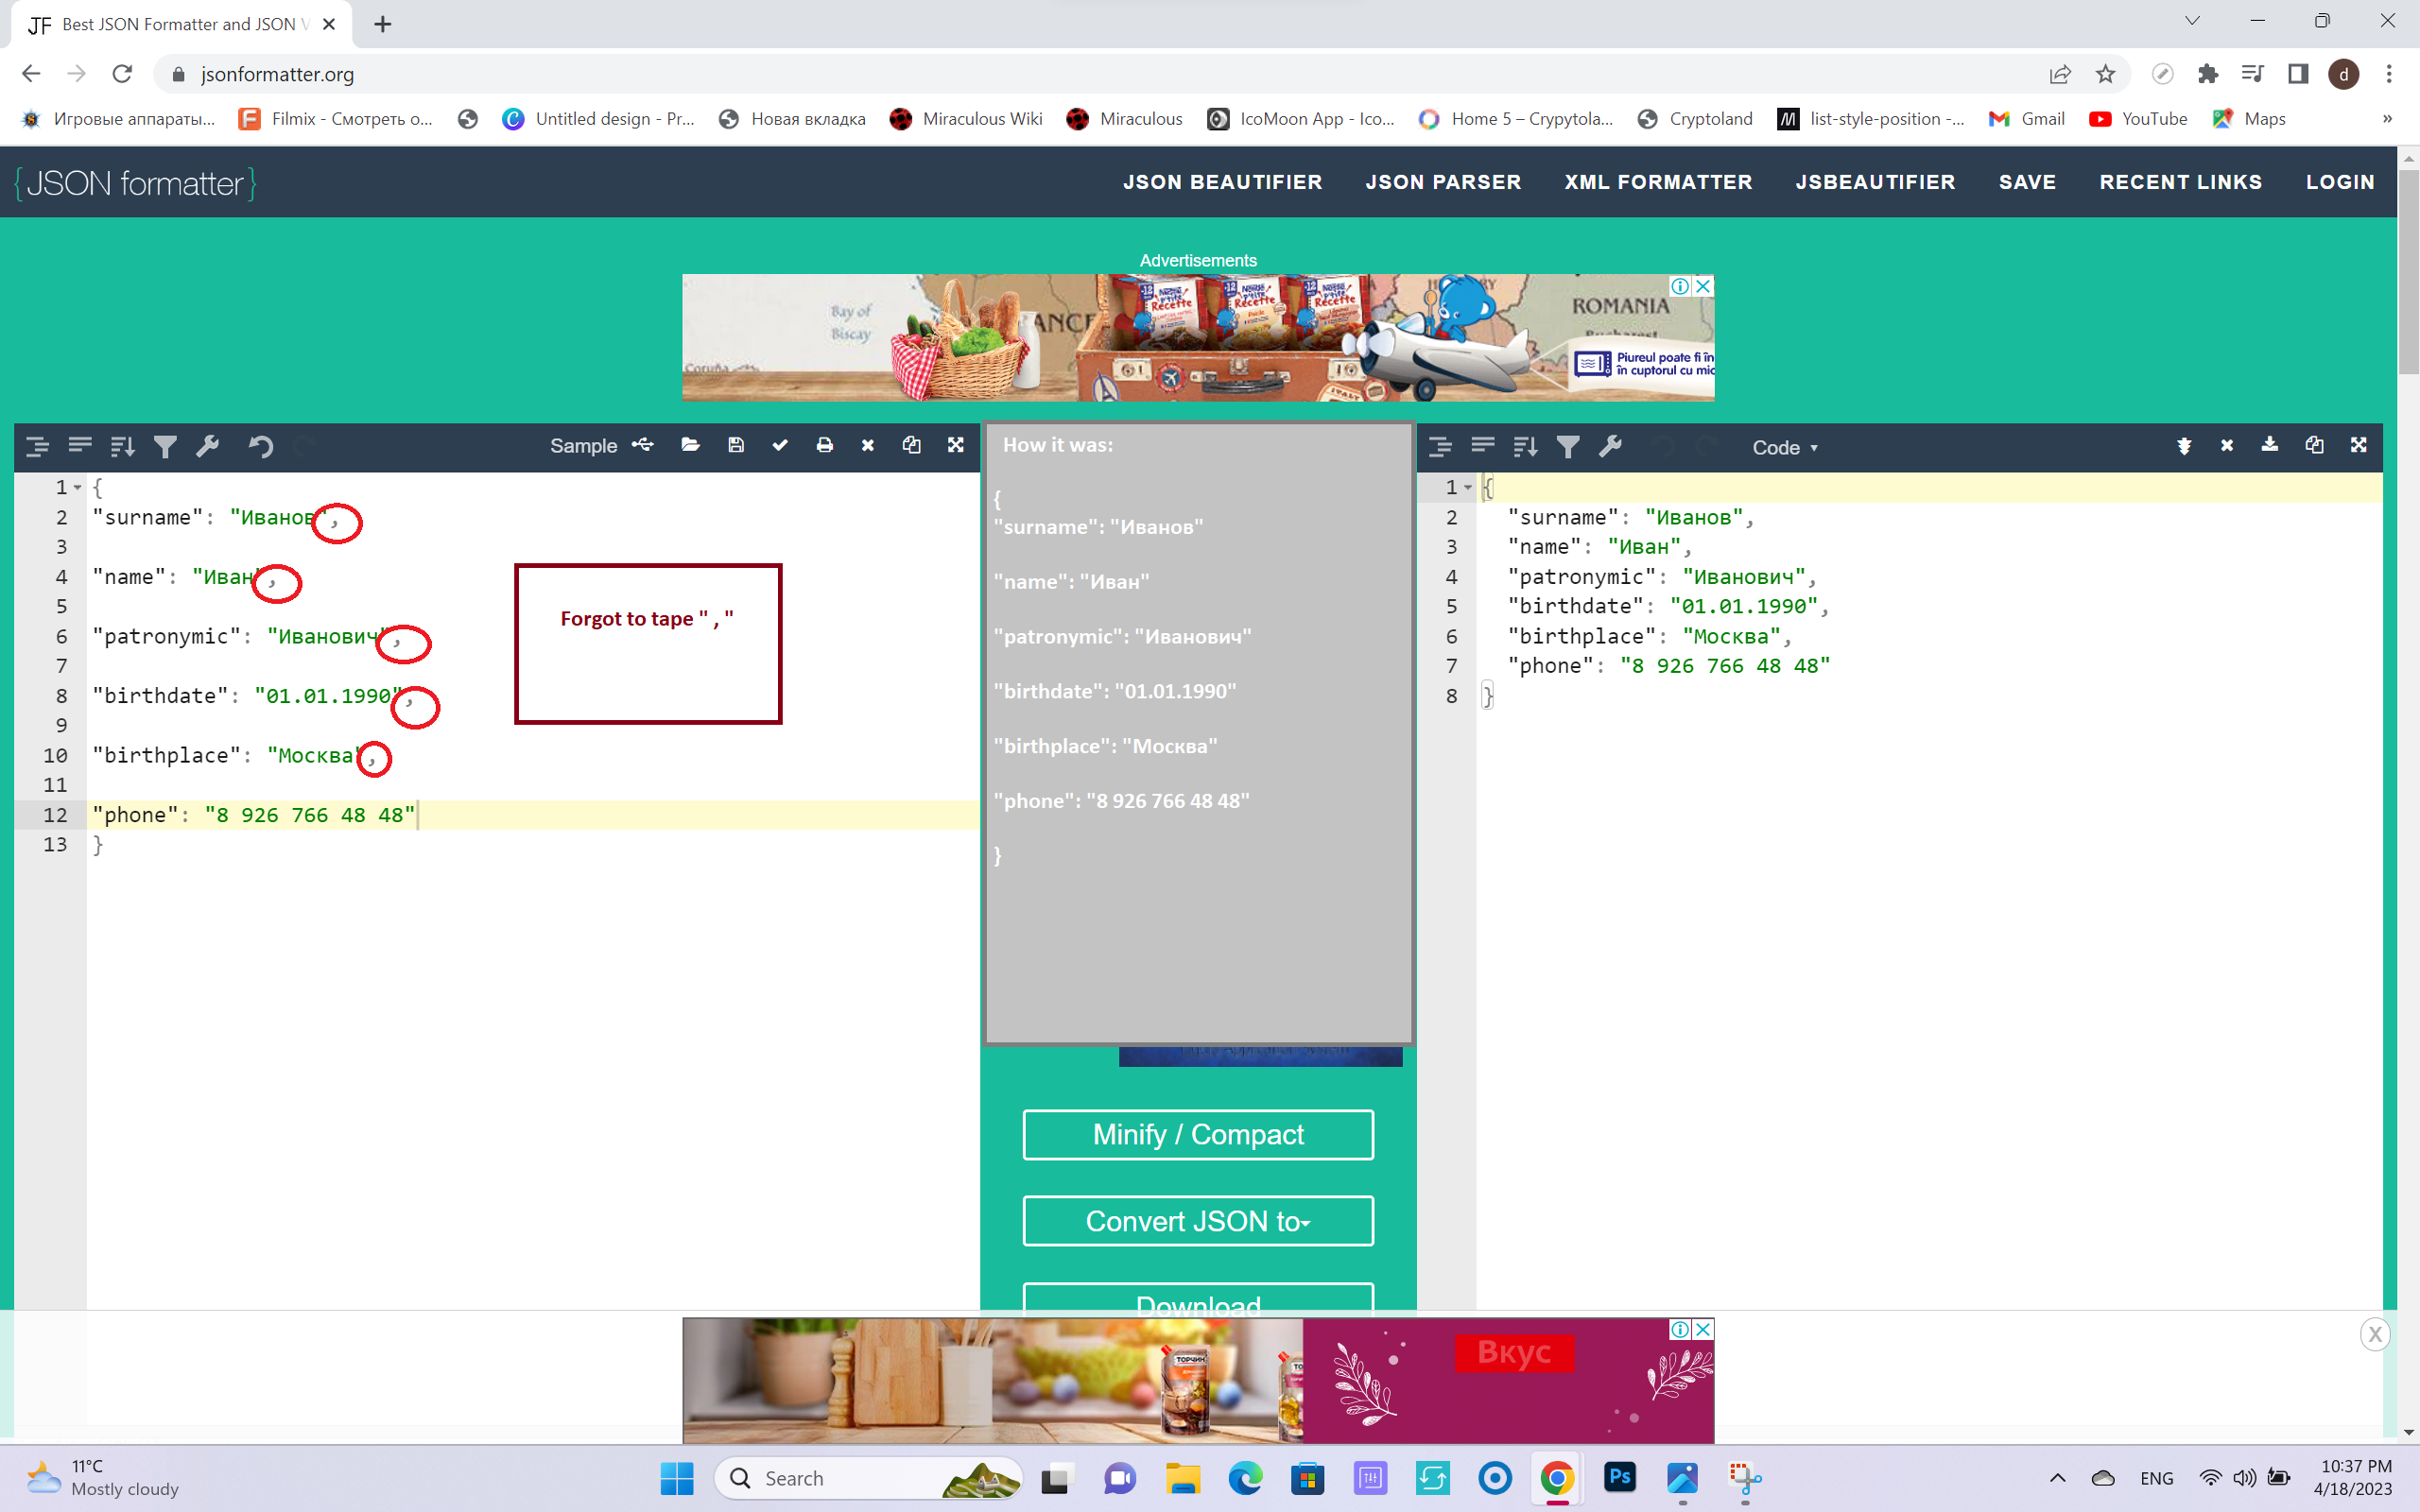 JF Best JSON Formatter and JSON V
jsonformatter.org
d
Игровые аппараты...
Filmix - Смотреть о...
Untitled design - Pr...
Новая вкладка
Miraculous Wiki
Miraculous
IcoMoon App - Ico...
Home 5 – Crypytola...
Cryptoland
list-style-position -...
Gmail
YouTube
Maps
»
{JSON formatter}
JSON BEAUTIFIER
JSON PARSER
XML FORMATTER
JSBEAUTIFIER
SAVE
RECENT LINKS
LOGIN
Advertisements
Bay of
Biscay
ANCE
ROMANIA
Recette
Recette
Recette
Piureul poate fi în
în cuptorul cu mic
Sample
1 {
2 "surname": "Иванов",
3
4 "name": "Иван",
5
6 "patronymic": "Иванович",
7
8 "birthdate": "01.01.1990",
9
10 "birthplace": "Москва",
11
12 "phone": "8 926 766 48 48"
13 }
Forgot to tape " , "
How it was:
{
"surname": "Иванов"
"name": "Иван"
"patronymic": "Иванович"
"birthdate": "01.01.1990"
"birthplace": "Москва"
"phone": "8 926 766 48 48"
}
Minify / Compact
Convert JSON to
Download
Code
1 {
2 "surname": "Иванов",
3 "name": "Иван",
4 "patronymic": "Иванович",
5 "birthdate": "01.01.1990",
6 "birthplace": "Москва",
7 "phone": "8 926 766 48 48"
8 }
ТОРЧИН
Вкус
X
11°C
Mostly cloudy
Search
Ps
ENG
10:37 PM
4/18/2023